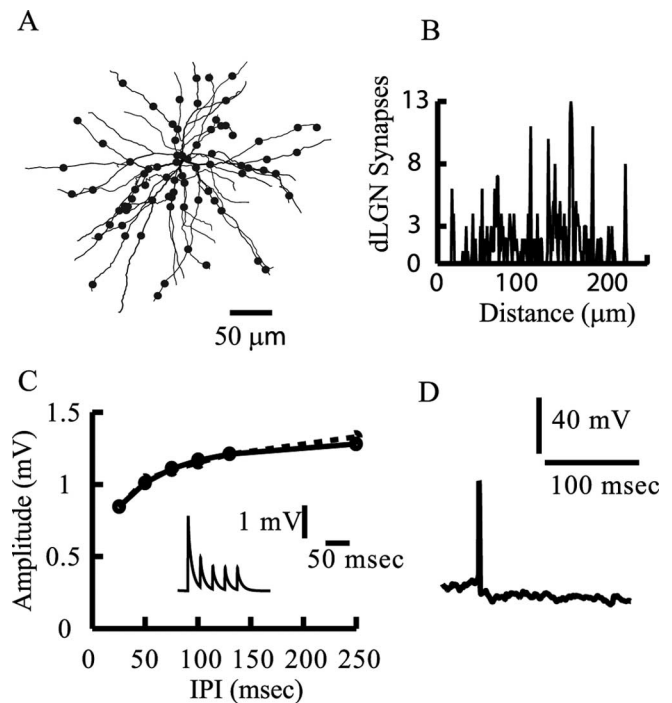 A
50 μm
B
dLGN Synapses
13
8
3
0
0
100
200
Distance (μm)
C
Amplitude (mV)
1.5
1
0.5
0
1 mV
50 msec
0
50
100
150
200
250
IPI (msec)
D
40 mV
100 msec